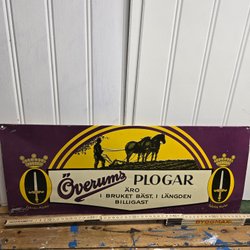 Överums PLOGAR
ÄRO
I BRUKET BÄST, I LÄNGDEN
BILLIGAST